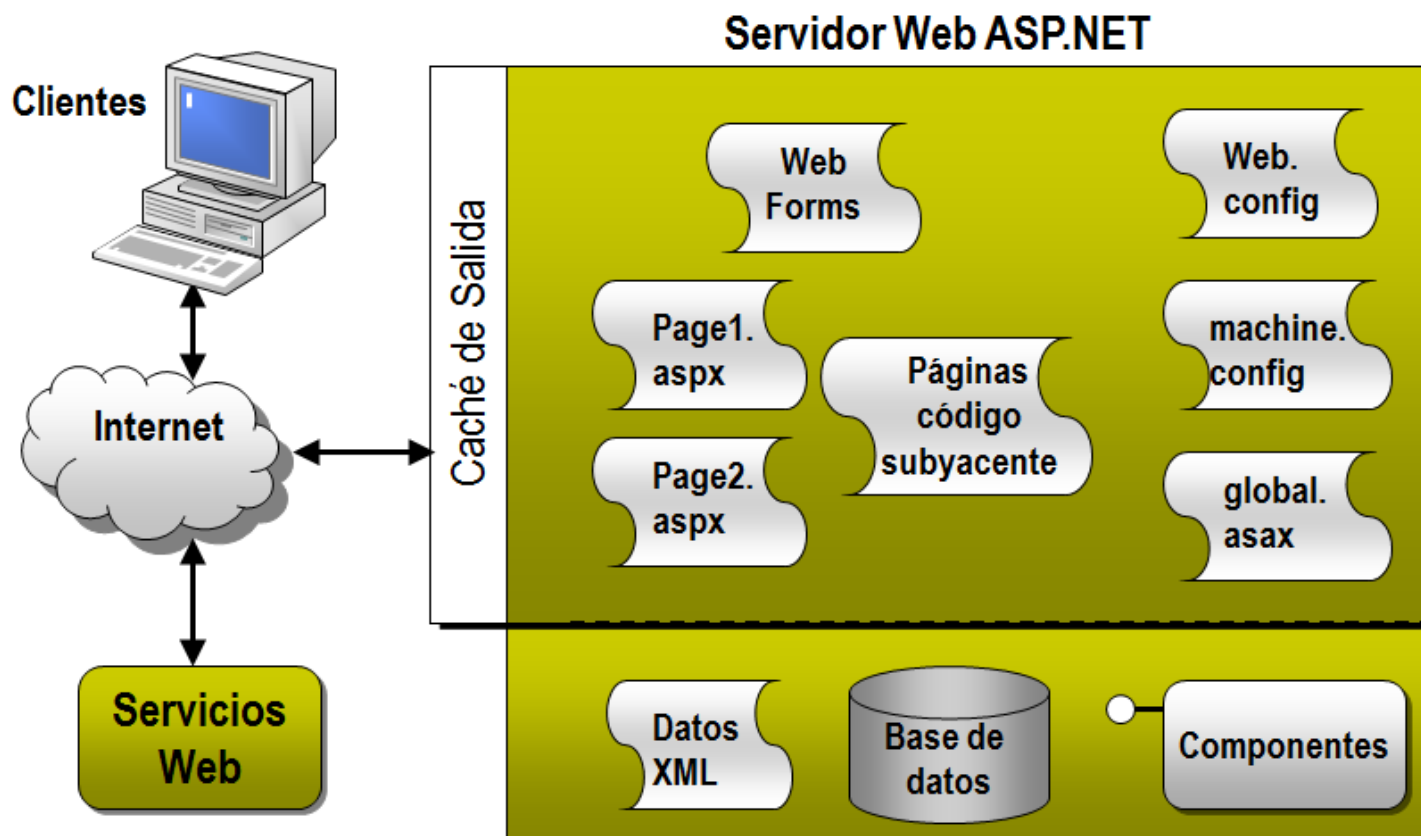 Servidor Web ASP.NET
Clientes
Internet
Servicios
Web
Caché de Salida
Web
Forms
Web.
config
Page1.
aspx
Páginas
código
subyacente
machine.
config
Page2.
aspx
global.
asax
Datos
XML
Base de
datos
Componentes